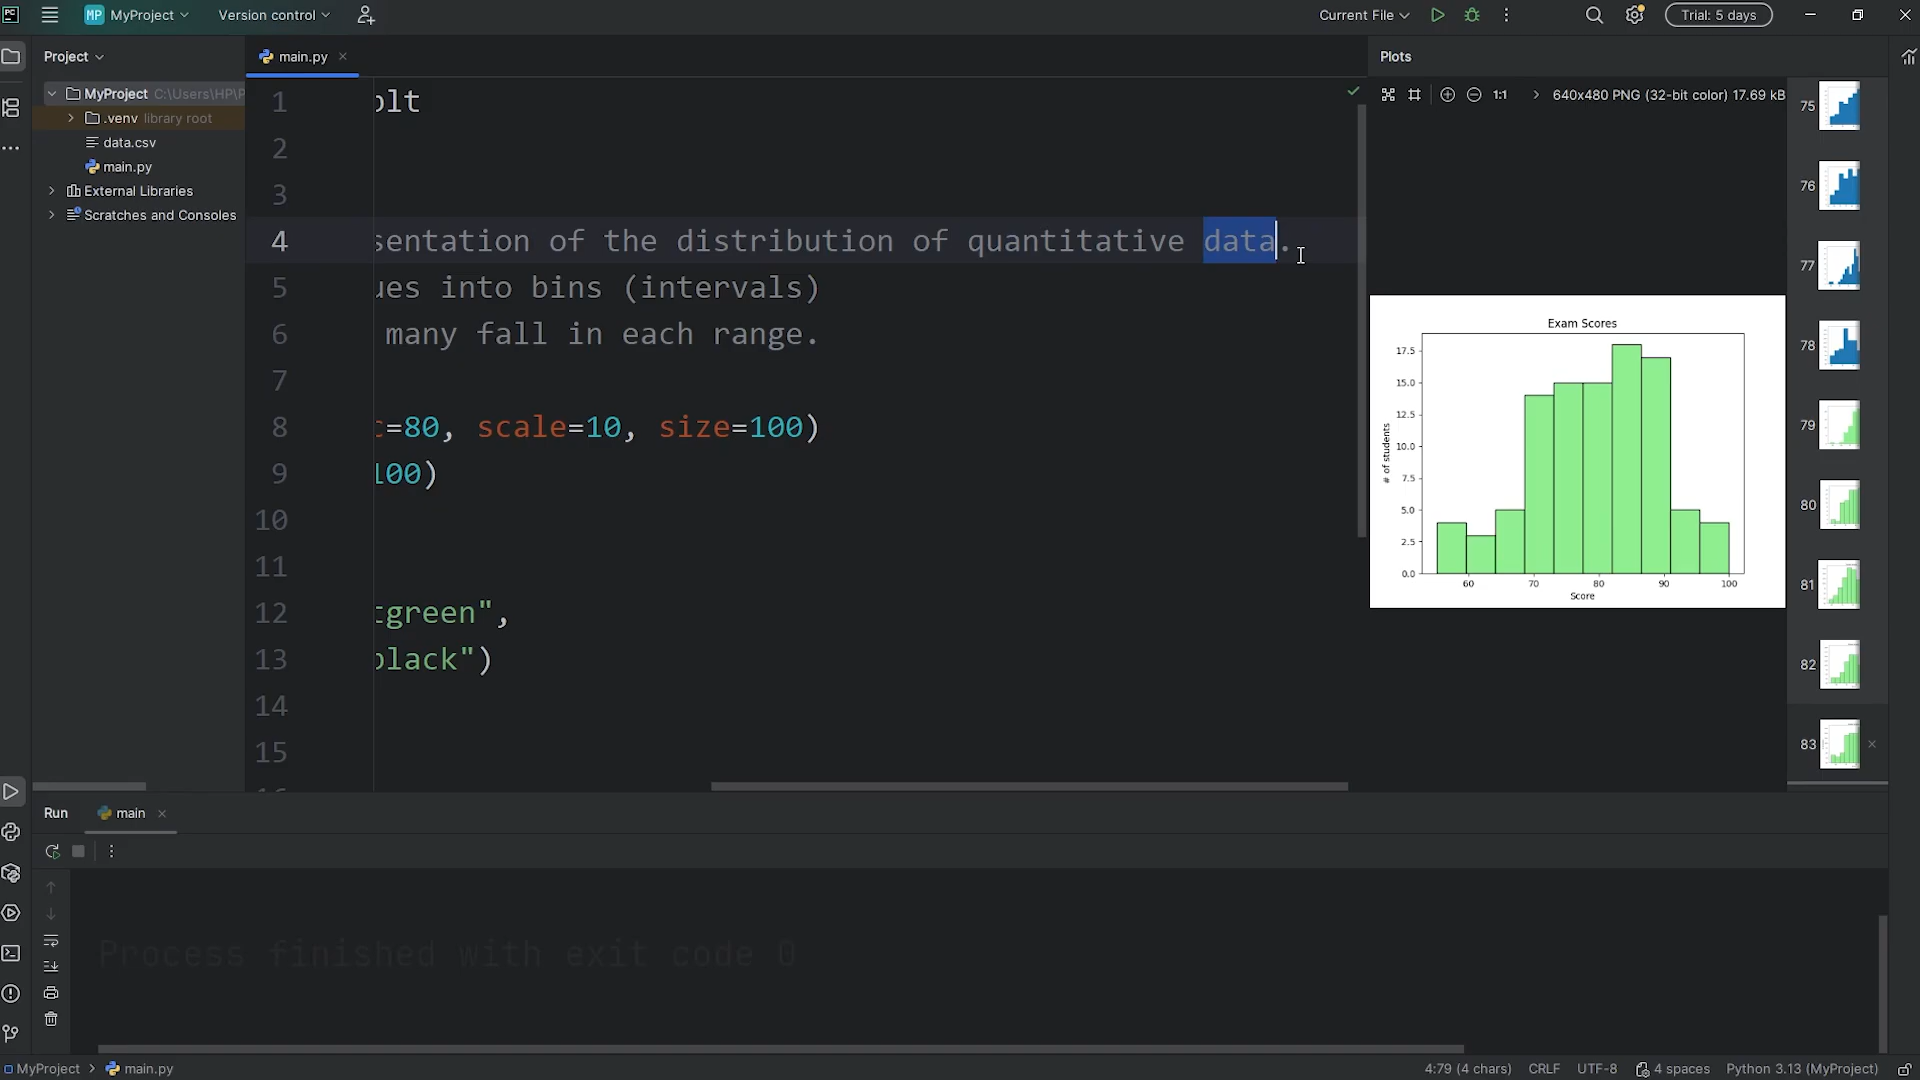 PC
MP MyProject
Version control
Current File
Trial: 5 days
Project
main.py
Plots
MyProject C:\Users\HP\P
.venv library root
data.csv
main.py
External Libraries
Scratches and Consoles
1 plt
2
3
4 sentation of the distribution of quantitative data.
5 ues into bins (intervals)
6 many fall in each range.
7
8 c=80, scale=10, size=100)
9 100)
10
11
12 tgreen",
13 black")
14
15
1:1 640x480 PNG (32-bit color) 17.69 kB
Exam Scores
17.5
15.0
12.5
10.0
7.5
5.0
2.5
0.0
# of students
60 70 80 90 100
Score
75
76
77
78
79
80
81
82
83
Run main
Process finished with exit code 0
MyProject > main.py
4:79 (4 chars) CRLF UTF-8 4 spaces Python 3.13 (MyProject)